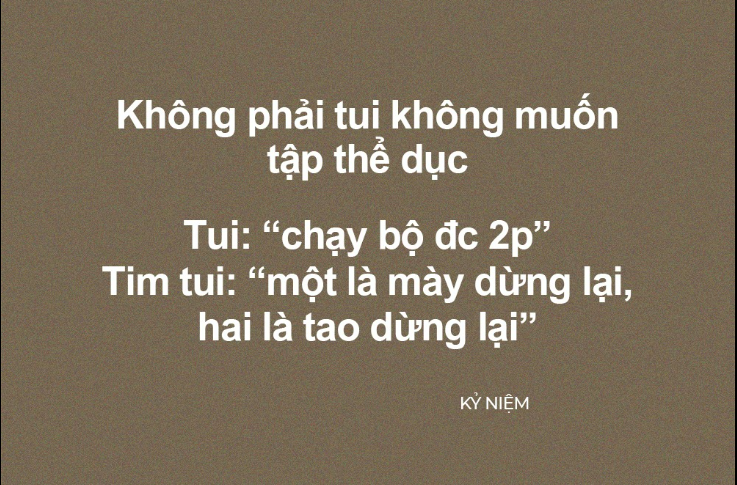 Không phải tui không muốn
tập thể dục
Tui: “chạy bộ đc 2p”
Tim tui: “một là mày dừng lại,
hai là tao dừng lại”
KỶ NIỆM